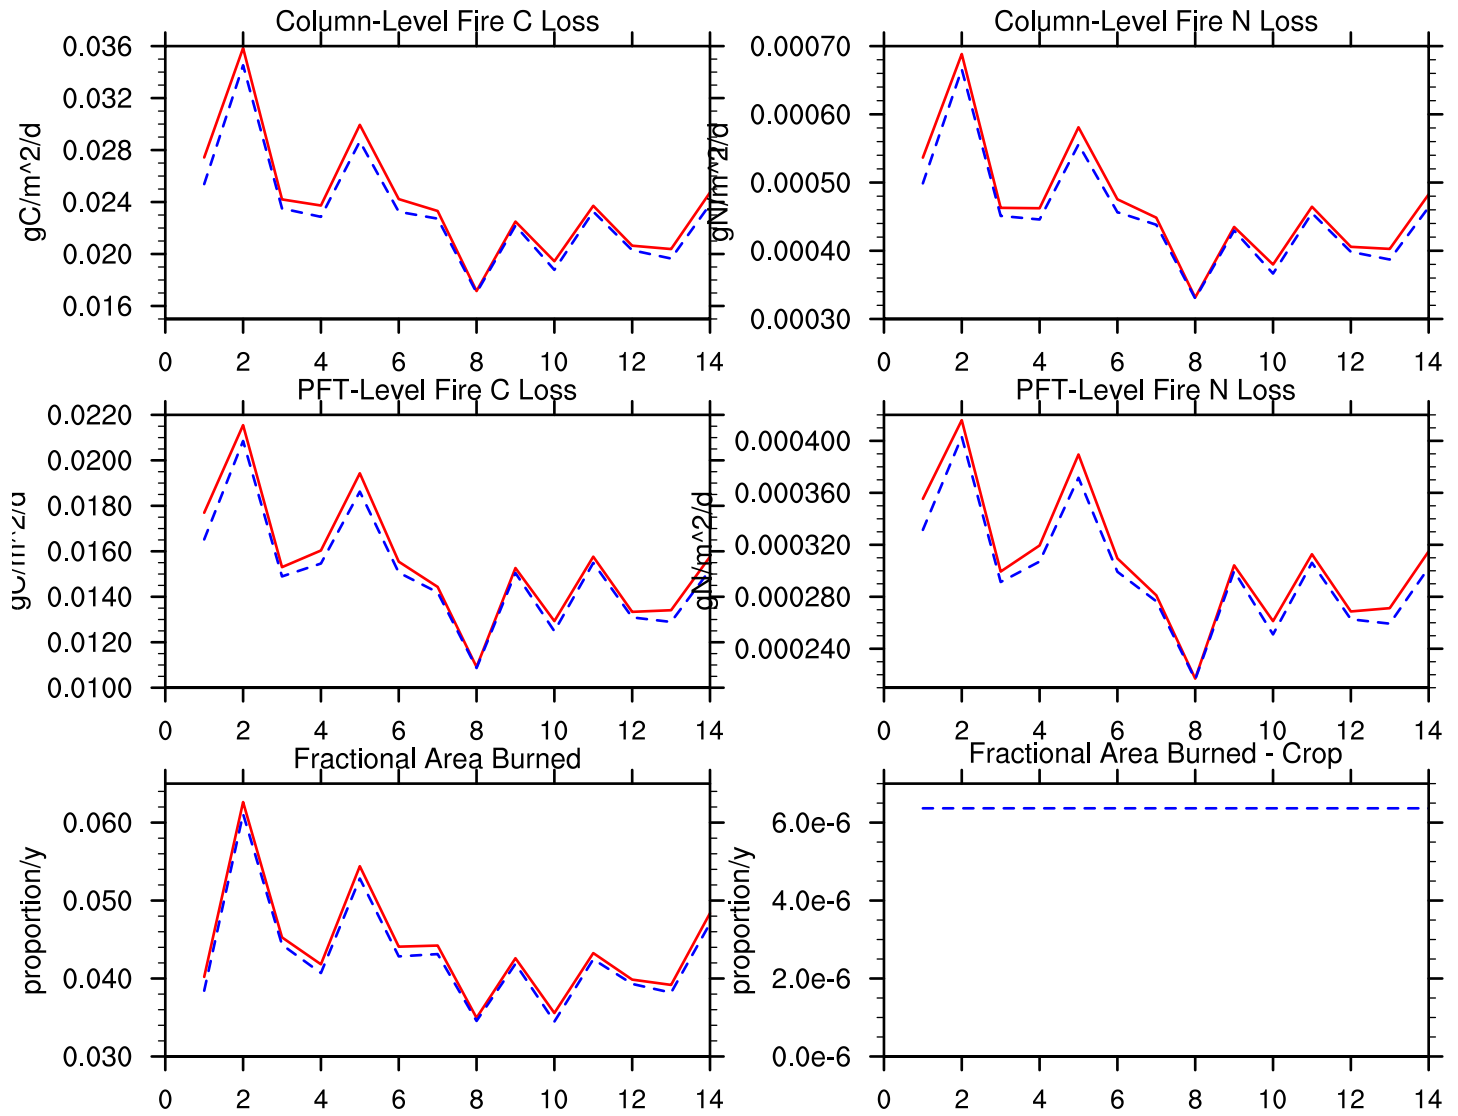 Column-Level Fire C Loss
gC/m^2/d
0.036
0.032
0.028
0.024
0.020
0.016
0 2 4 6 8 10 12 14
Column-Level Fire N Loss
gN/m^2/d
0.00070
0.00060
0.00050
0.00040
0.00030
0 2 4 6 8 10 12 14
PFT-Level Fire C Loss
gC/m^2/d
0.0220
0.0200
0.0180
0.0160
0.0140
0.0120
0.0100
0 2 4 6 8 10 12 14
PFT-Level Fire N Loss
gN/m^2/d
0.000400
0.000360
0.000320
0.000280
0.000240
0 2 4 6 8 10 12 14
Fractional Area Burned
proportion/y
0.060
0.050
0.040
0.030
0 2 4 6 8 10 12 14
Fractional Area Burned - Crop
proportion/y
6.0e-6
4.0e-6
2.0e-6
0.0e-6
0 2 4 6 8 10 12 14